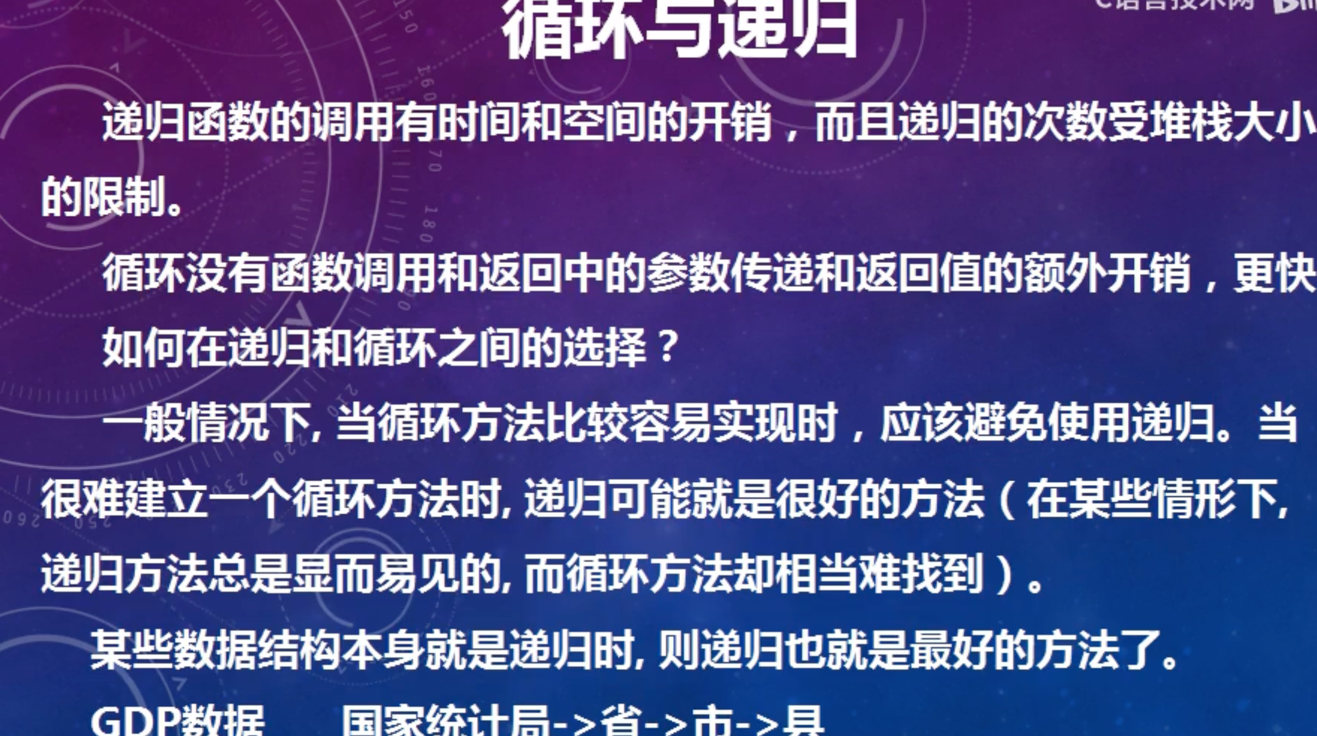 C语言技术网
循环与递归
递归函数的调用有时间和空间的开销，而且递归的次数受堆栈大小
的限制。
循环没有函数调用和返回中的参数传递和返回值的额外开销，更快
如何在递归和循环之间的选择？
一般情况下, 当循环方法比较容易实现时，应该避免使用递归。当
很难建立一个循环方法时, 递归可能就是很好的方法（在某些情形下,
递归方法总是显而易见的, 而循环方法却相当难找到）。
某些数据结构本身就是递归时, 则递归也就是最好的方法了。
GDP数据 国家统计局->省->市->县
150
160
170
180
210
220
230
250
260